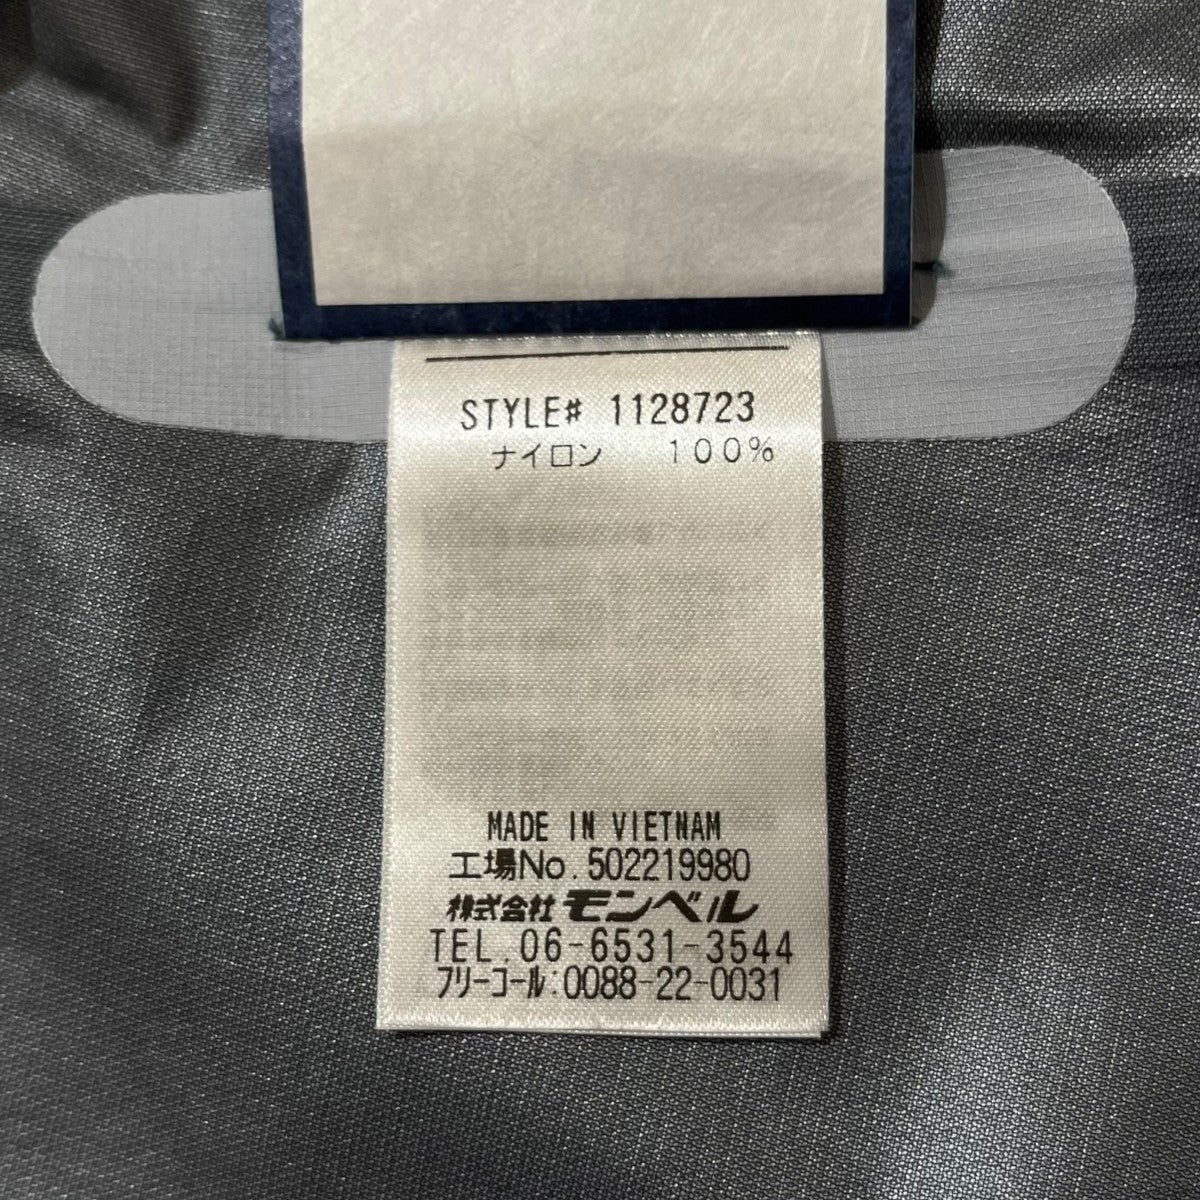 STYLE# 1128723
ナイロン 100%
MADE IN VIETNAM
工場No.502219980
株式会社 モンベル
TEL.06-6531-3544
フリーコール:0088-22-0031